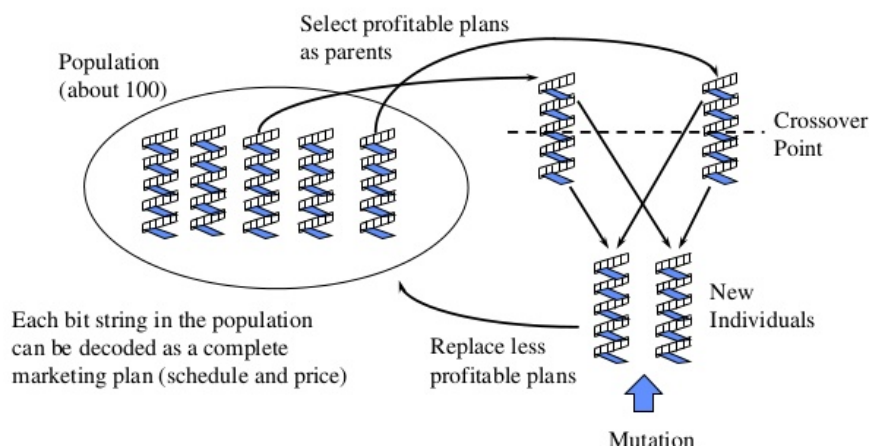 Select profitable plans
as parents
Population
(about 100)
Crossover
Point
New
Individuals
Each bit string in the population
can be decoded as a complete
marketing plan (schedule and price)
Replace less
profitable plans
Mutation